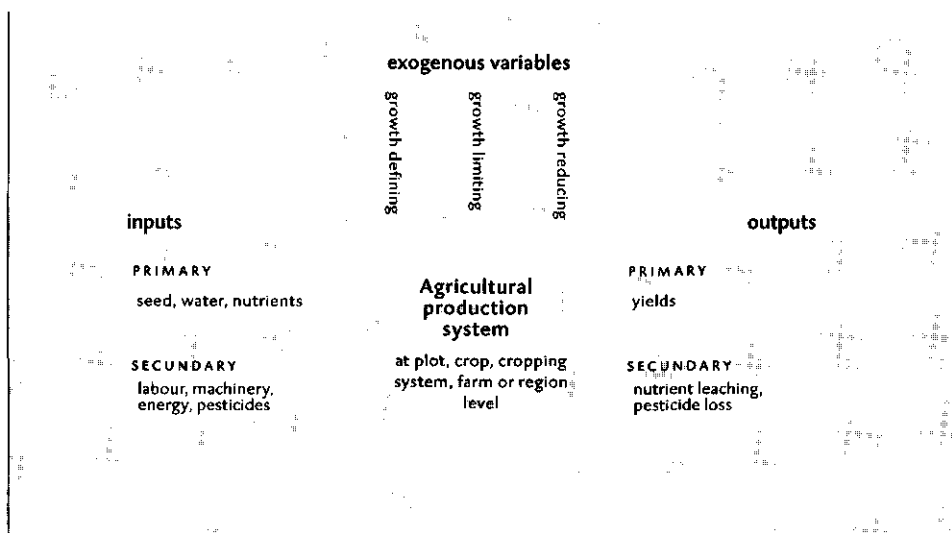 exogenous variables
growth defining
growth limiting
growth reducing
inputs
outputs
PRIMARY
seed, water, nutrients
Agricultural
production
system
PRIMARY
yields
SECUNDARY
labour, machinery,
energy, pesticides
at plot, crop, cropping
system, farm or region
level
SECUNDARY
nutrient leaching,
pesticide loss